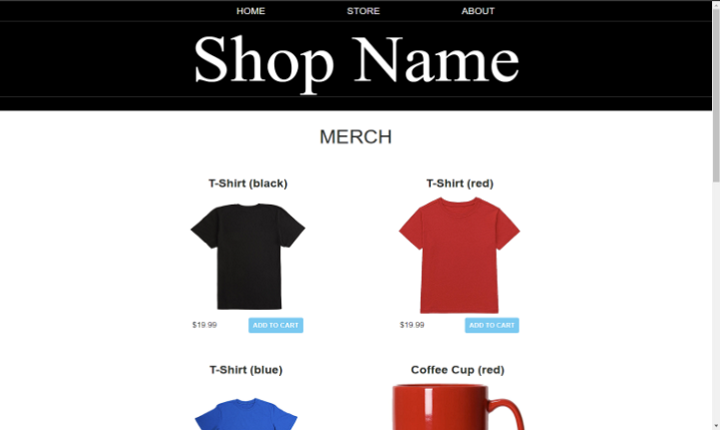 HOME STORE ABOUT
Shop Name
MERCH
T-Shirt (black) T-Shirt (red)
$19.99 ADD TO CART $19.99 ADD TO CART
T-Shirt (blue) Coffee Cup (red)